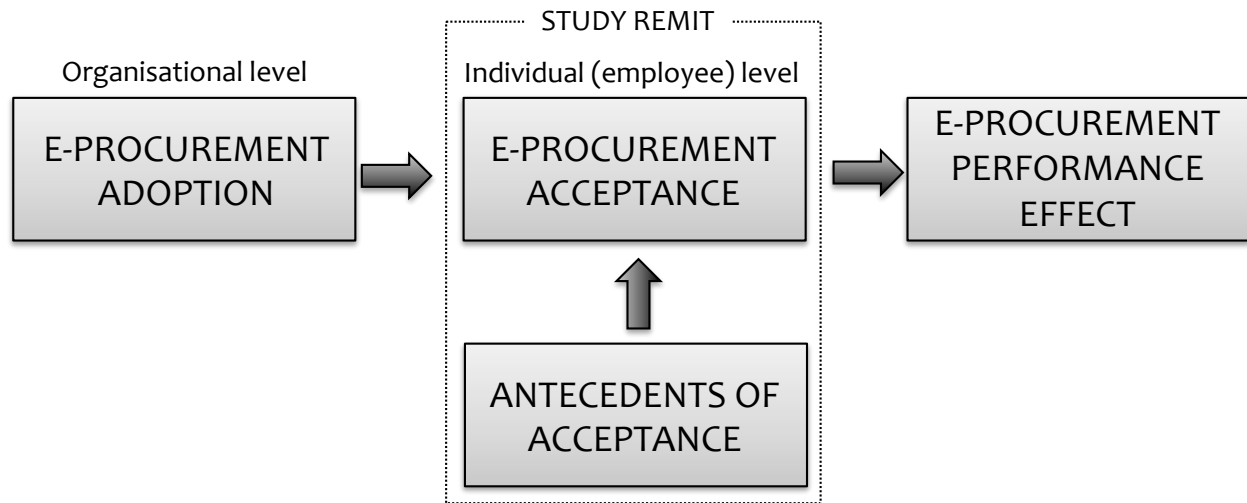 STUDY REMIT
Organisational level
Individual (employee) level
E-PROCUREMENT
ADOPTION
E-PROCUREMENT
ACCEPTANCE
E-PROCUREMENT
PERFORMANCE
EFFECT
ANTECEDENTS OF
ACCEPTANCE